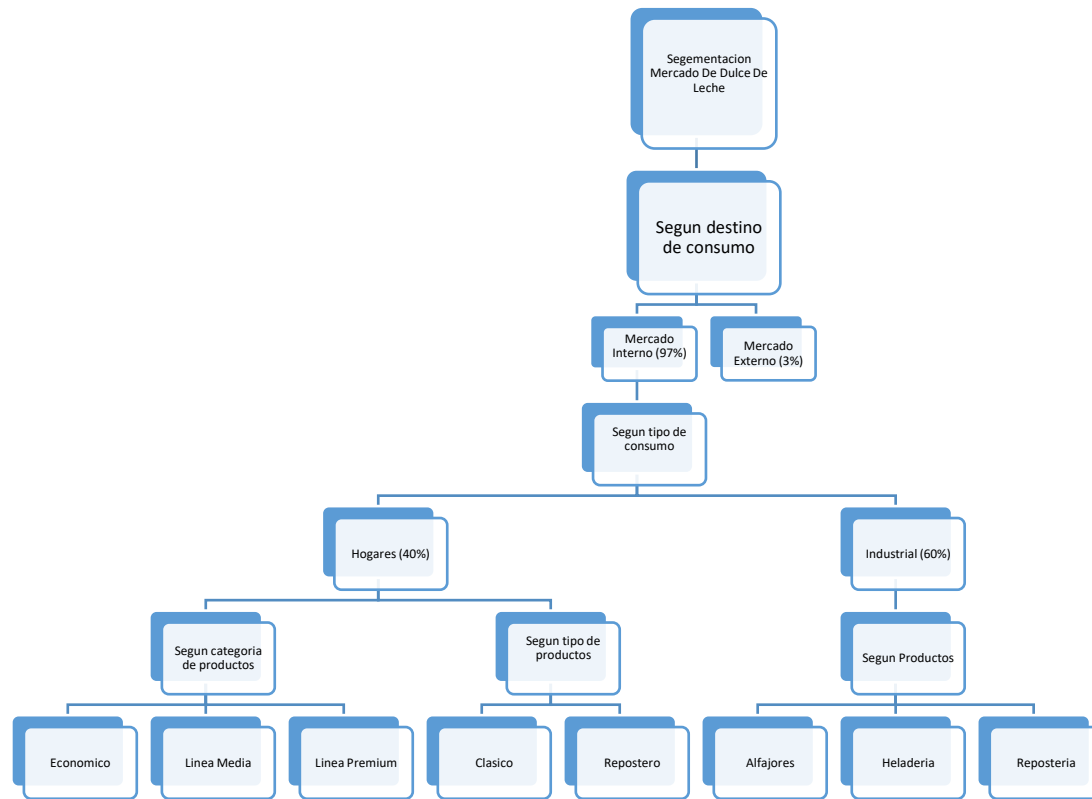 Segementacion
Mercado De Dulce De
Leche
Segun destino
de consumo
Mercado
Interno (97%)
Mercado
Externo (3%)
Segun tipo de
consumo
Hogares (40%)
Industrial (60%)
Segun categoria
de productos
Segun tipo de
productos
Segun Productos
Economico
Linea Media
Linea Premium
Clasico
Repostero
Alfajores
Heladeria
Reposteria